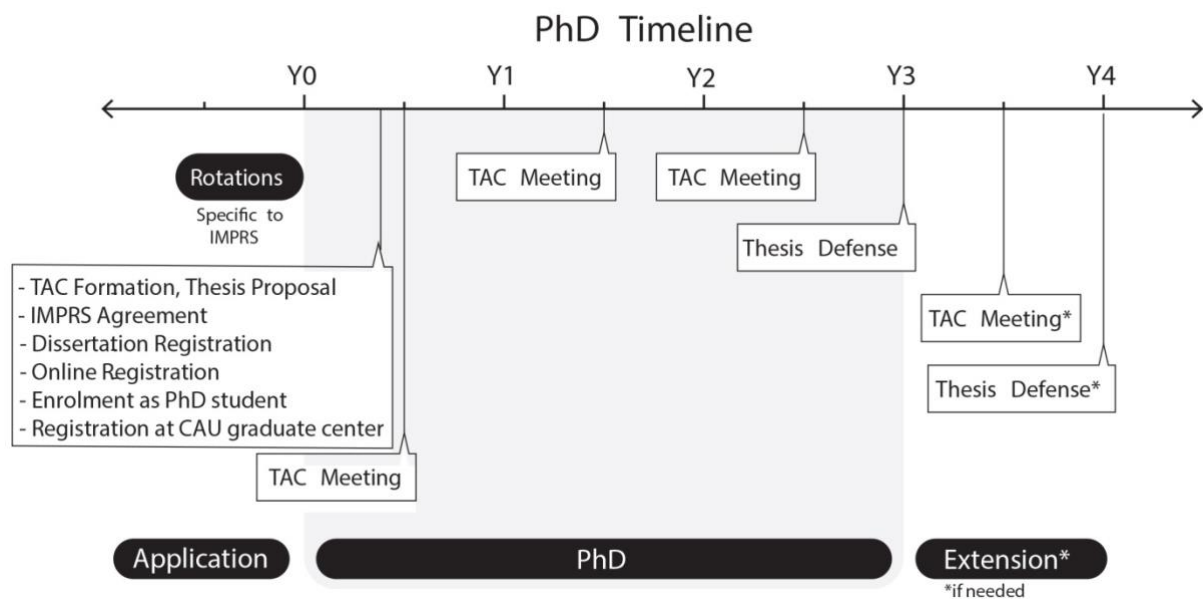 PhD Timeline
Y0 Y1 Y2 Y3 Y4
Rotations
Specific to
IMPRS
TAC Meeting
TAC Meeting
Thesis Defense
- TAC Formation, Thesis Proposal
- IMPRS Agreement
- Dissertation Registration
- Online Registration
- Enrolment as PhD student
- Registration at CAU graduate center
TAC Meeting
TAC Meeting*
Thesis Defense*
Application
PhD
Extension*
*if needed